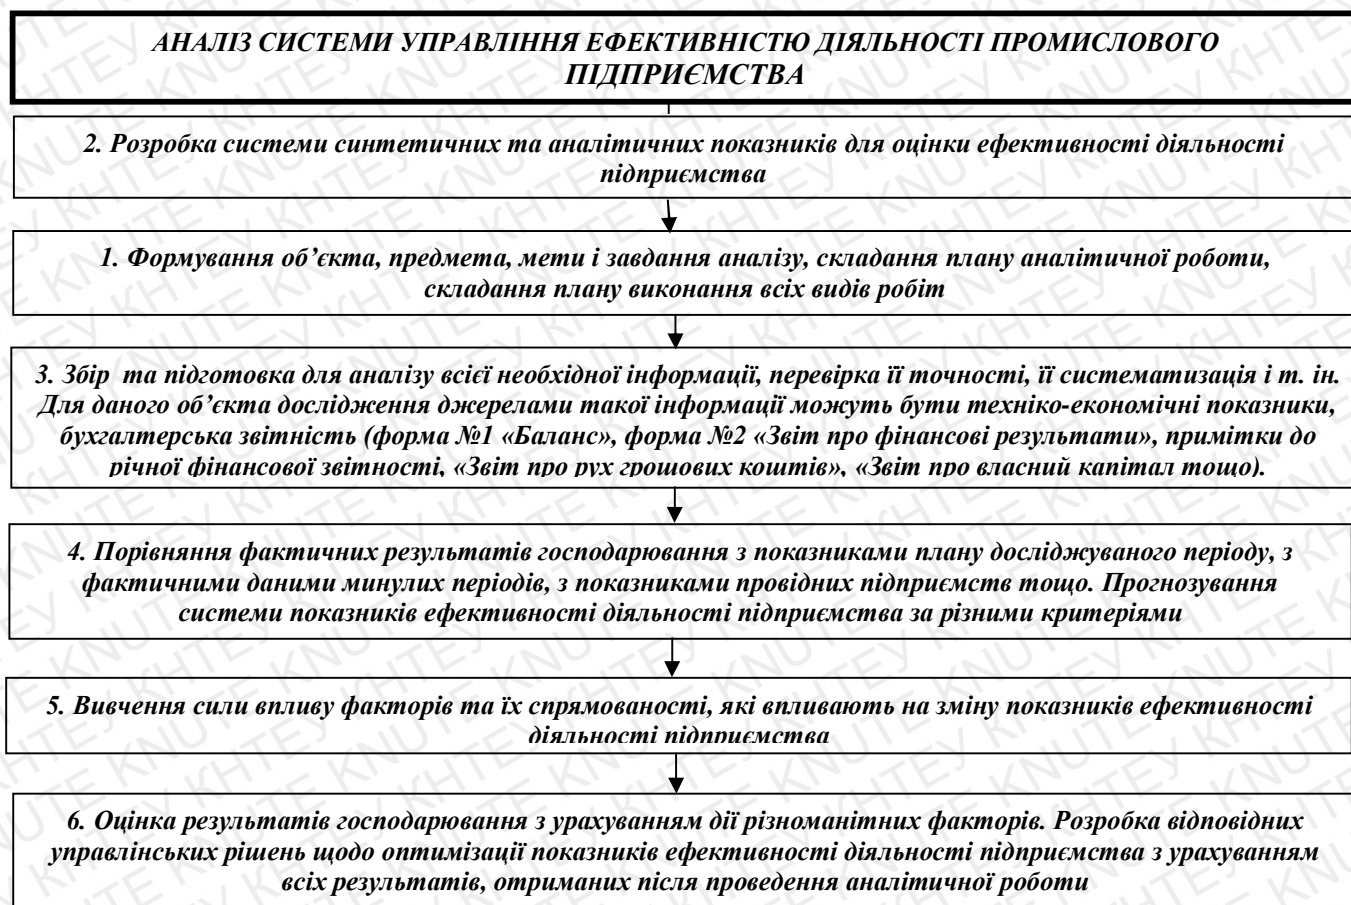 АНАЛІЗ СИСТЕМИ УПРАВЛІННЯ ЕФЕКТИВНІСТЮ ДІЯЛЬНОСТІ ПРОМИСЛОВОГО
ПІДПРИЄМСТВА
2. Розробка системи синтетичних та аналітичних показників для оцінки ефективності діяльності
підприємства
1. Формування об’єкта, предмета, мети і завдання аналізу, складання плану аналітичної роботи,
складання плану виконання всіх видів робіт
3. Збір та підготовка для аналізу всієї необхідної інформації, перевірка її точності, її систематизація і т. ін.
Для даного об’єкта дослідження джерелами такої інформації можуть бути техніко-економічні показники,
бухгалтерська звітність (форма №1 «Баланс», форма №2 «Звіт про фінансові результати», примітки до
річної фінансової звітності, «Звіт про рух грошових коштів», «Звіт про власний капітал тощо).
4. Порівняння фактичних результатів господарювання з показниками плану досліджуваного періоду, з
фактичними даними минулих періодів, з показниками провідних підприємств тощо. Прогнозування
системи показників ефективності діяльності підприємства за різними критеріями
5. Вивчення сили впливу факторів та їх спрямованості, які впливають на зміну показників ефективності
діяльності підприємства
6. Оцінка результатів господарювання з урахуванням дії різноманітних факторів. Розробка відповідних
управлінських рішень щодо оптимізації показників ефективності діяльності підприємства з урахуванням
всіх результатів, отриманих після проведення аналітичної роботи